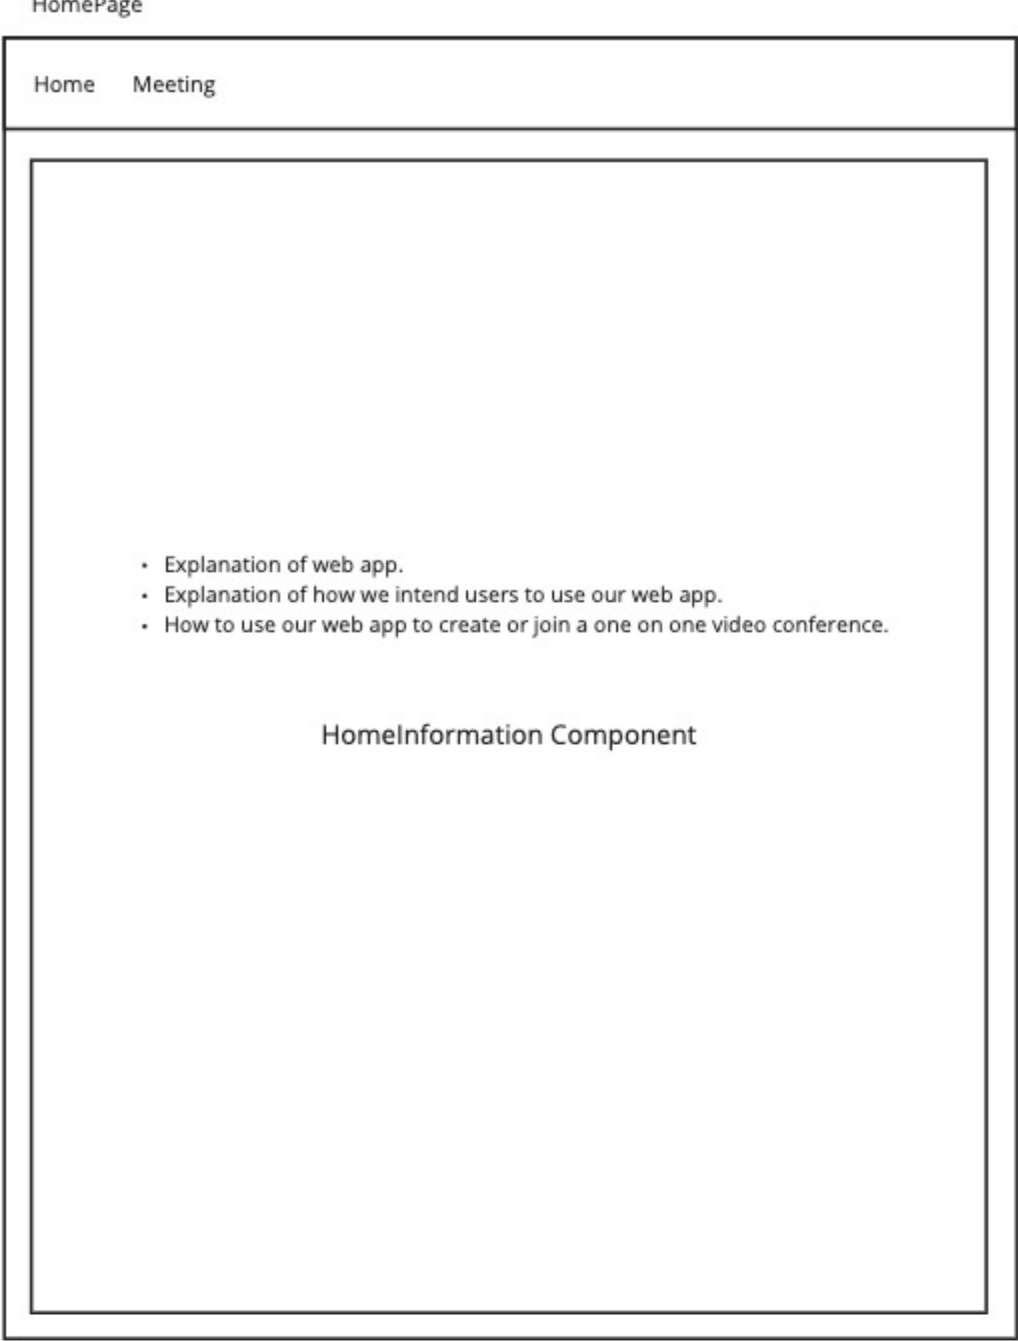 HomePage
Home Meeting
• Explanation of web app.
• Explanation of how we intend users to use our web app.
• How to use our web app to create or join a one on one video conference.
HomeInformation Component